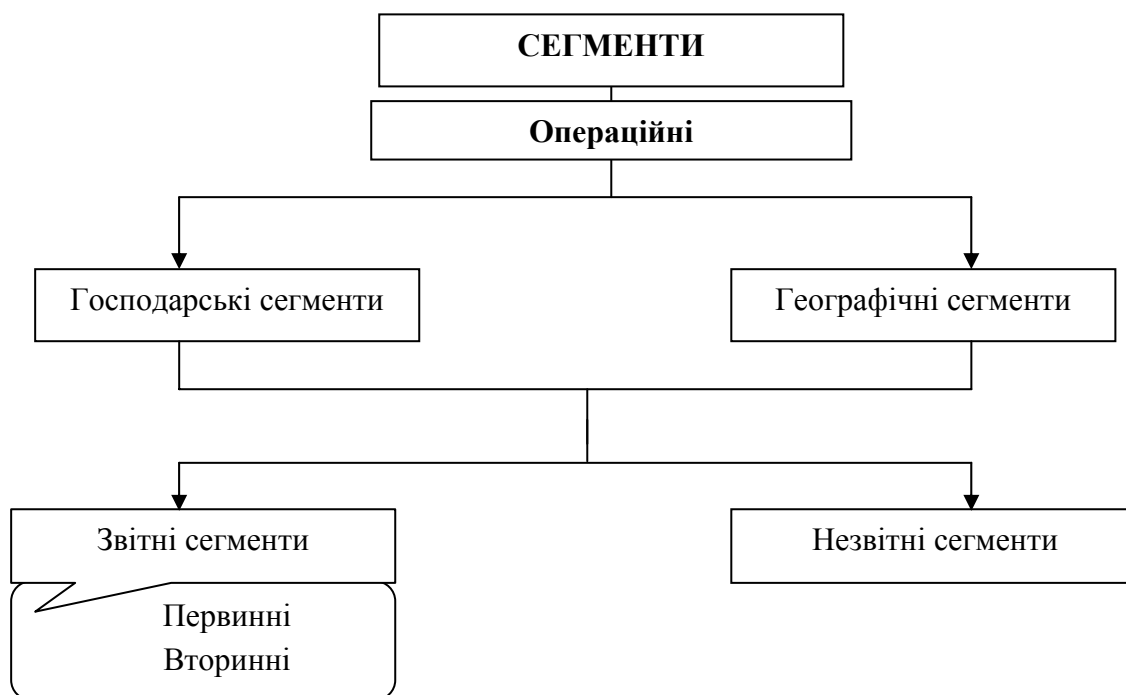 СЕГМЕНТИ
Операційні
Господарські сегменти
Географічні сегменти
Звітні сегменти
Незвітні сегменти
Первинні
Вторинні